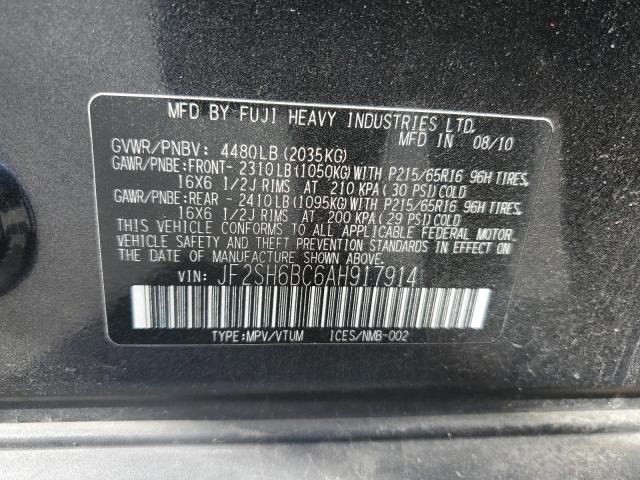 MFD BY FUJI HEAVY INDUSTRIES LTD.
MFD IN 08/10
GVWR/PNBV: 4480LB(2035KG)
GAWR/PNBE:FRONT- 2310LB(1050KG)WITH P215/65R16 96H TIRES,
16X6 1/2J RIMS AT 210 KPA(30 PSI)COLD
GAWR/PNBE:REAR - 2410LB(1095KG)WITH P215/65R16 96H TIRES,
16X6 1/2J RIMS AT 200 KPA(29 PSI)COLD
THIS VEHICLE CONFORMS TO ALL APPLICABLE FEDERAL MOTOR
VEHICLE SAFETY AND THEFT PREVENTION STANDARDS IN EFFECT ON
THE DATE OF MANUFACTURE SHOWN ABOVE.
VIN: JF2SH6BC6AH917914
TYPE:MPV/VTUM ICES/NMB-002